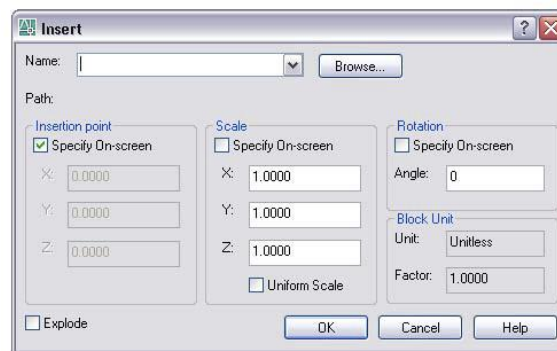 Insert
Name:
Browse...
Path:
Insertion point
Specify On-screen
X: 0.0000
Y: 0.0000
Z: 0.0000
Scale
Specify On-screen
X: 1.0000
Y: 1.0000
Z: 1.0000
Uniform Scale
Rotation
Specify On-screen
Angle: 0
Block Unit
Unit: Unitless
Factor: 1.0000
Explode
OK
Cancel
Help